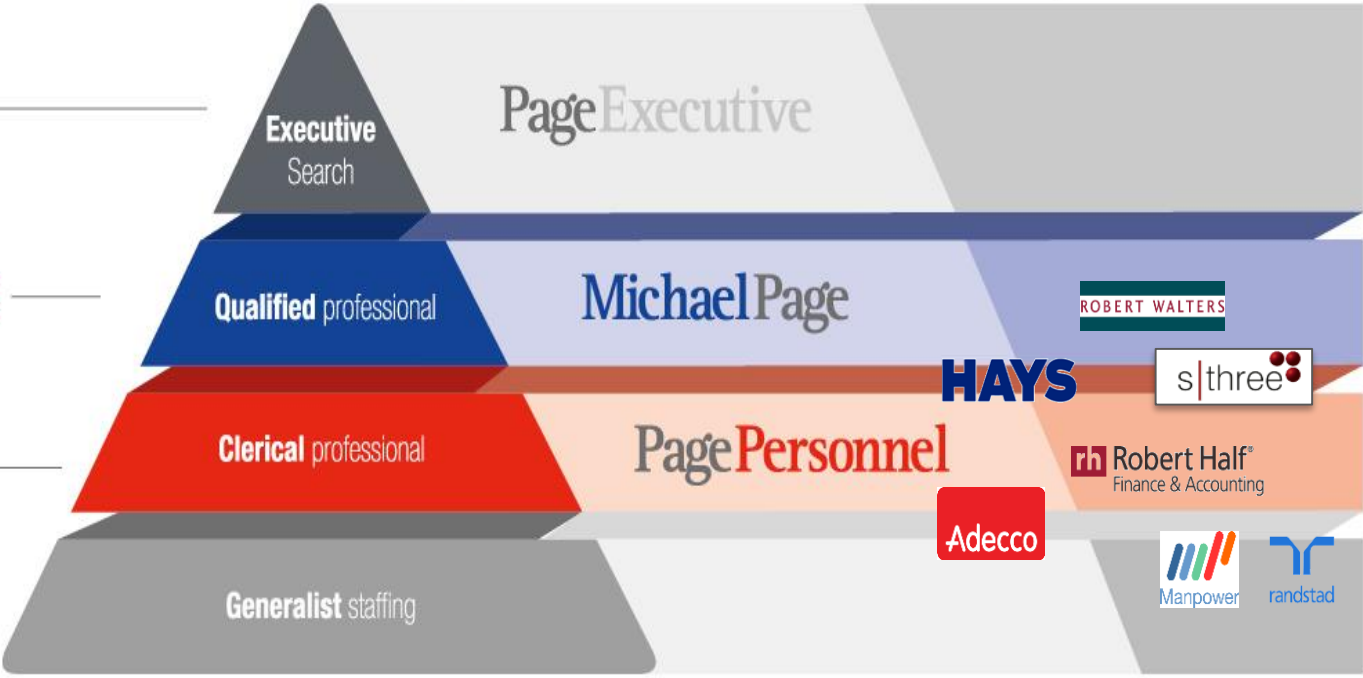 Executive
Search
PageExecutive
Qualified professional
MichaelPage
ROBERT WALTERS
HAYS
s|three
Clerical professional
PagePersonnel
rh Robert Half®
Finance & Accounting
Adecco
Generalist staffing
Manpower
randstad